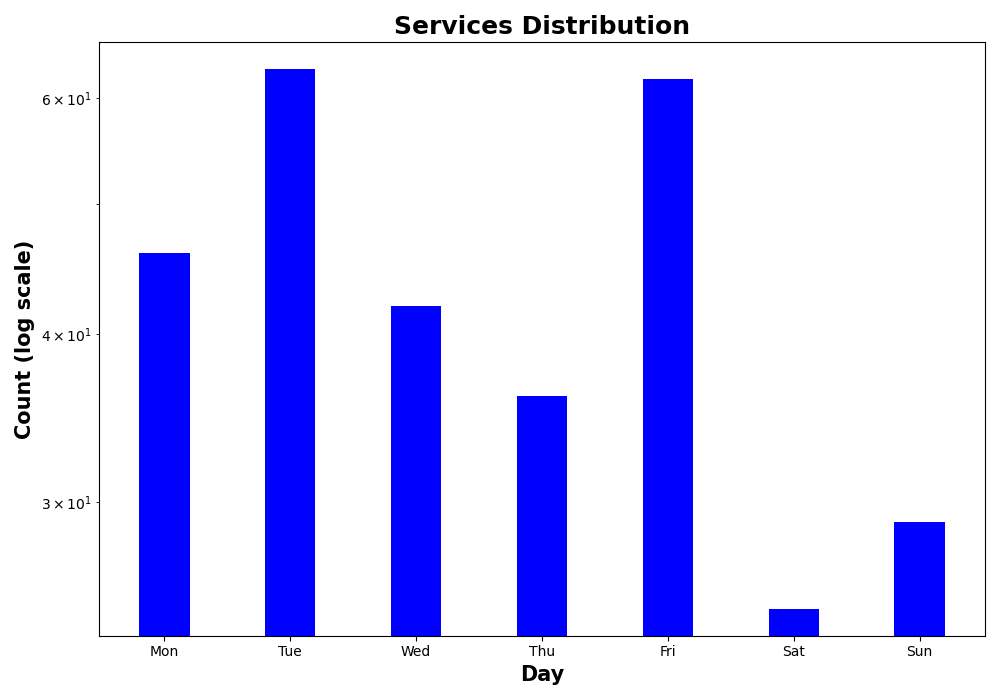 Services Distribution
Count (log scale)
6 × 10¹
4 × 10¹
3 × 10¹
Mon Tue Wed Thu Fri Sat Sun
Day